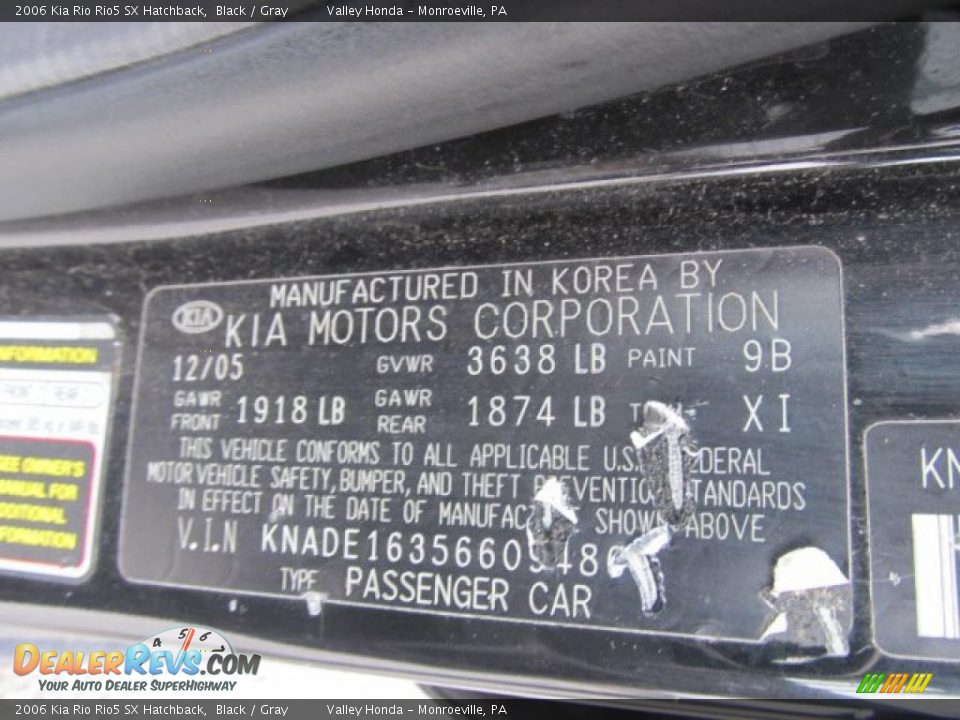 2006 Kia Rio Rio5 SX Hatchback, Black / Gray Valley Honda - Monroeville, PA
MANUFACTURED IN KOREA BY
KIA KIA MOTORS CORPORATION
12/05 GVWR 3638 LB PAINT 9B
GAWR FRONT 1918 LB GAWR REAR 1874 LB XI
THIS VEHICLE CONFORMS TO ALL APPLICABLE
MOTOR VEHICLE SAFETY, BUMPER, AND THEFT
IN EFFECT ON THE DATE OF SHOWN ABOVE
V.I.N
TYPE PASSENGER CAR
INFORMATION
SEE OWNER'S
MANUAL FOR
ADDITIONAL
INFORMATION
KN
4 5 6
DEALERREVS.COM
YOUR AUTO DEALER SUPERHIGHWAY
2006 Kia Rio Rio5 SX Hatchback, Black / Gray Valley Honda - Monroeville, PA